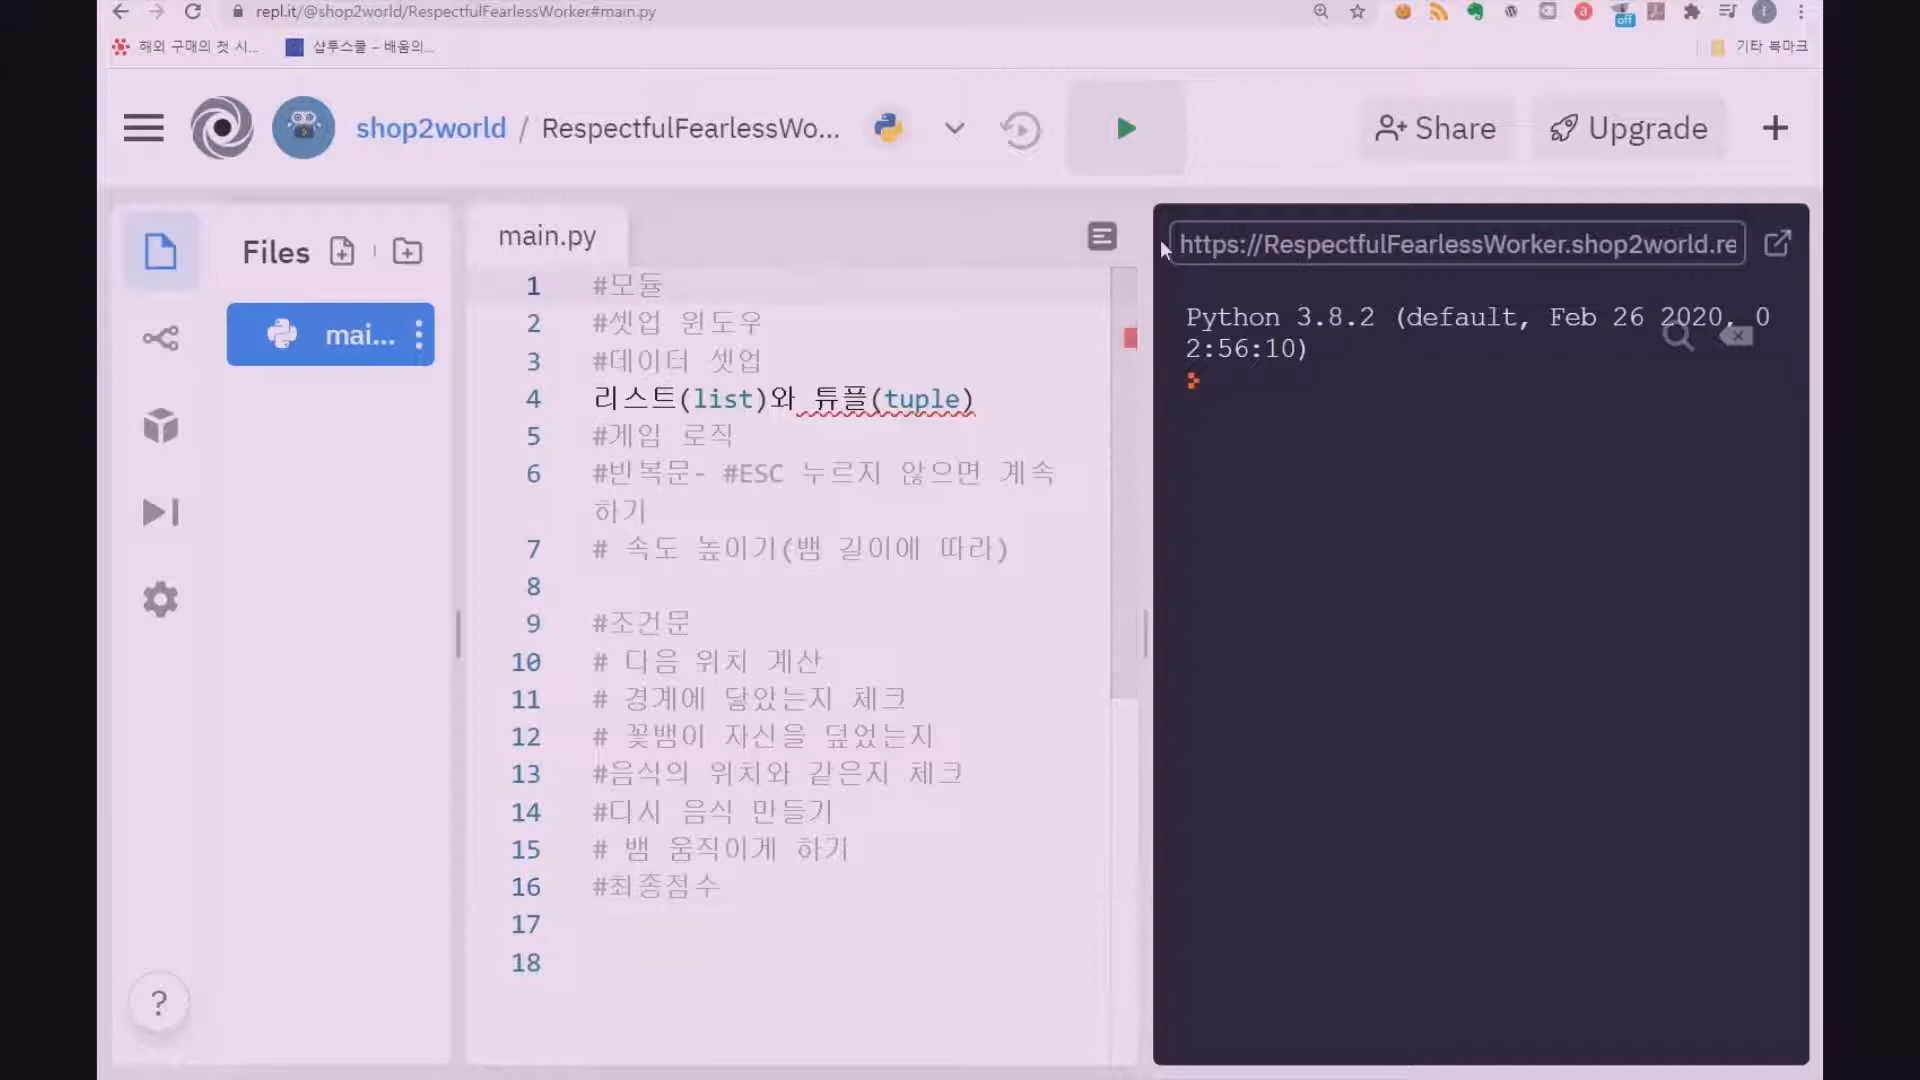 repl.it/@shop2world/RespectfulFearlessWorker#main.py
off
해외 구매의 첫 시...
샵투스쿨 – 배움의...
기타 북마크
shop2world / RespectfulFearlessWo...
Share
Upgrade
Files
mai...
main.py
1 #모듈
2 #셋업 윈도우
3 #데이터 셋업
4 리스트(list)와 튜플(tuple)
5 #게임 로직
6 #반복문- #ESC 누르지 않으면 계속
하기
7 # 속도 높이기(뱀 길이에 따라)
8
9 #조건문
10 # 다음 위치 계산
11 # 경계에 닿았는지 체크
12 # 꽃뱀이 자신을 덮었는지
13 #음식의 위치와 같은지 체크
14 #다시 음식 만들기
15 # 뱀 움직이게 하기
16 #최종점수
17
18
?
https://RespectfulFearlessWorker.shop2world.re
Python 3.8.2 (default, Feb 26 2020, 0
2:56:10)